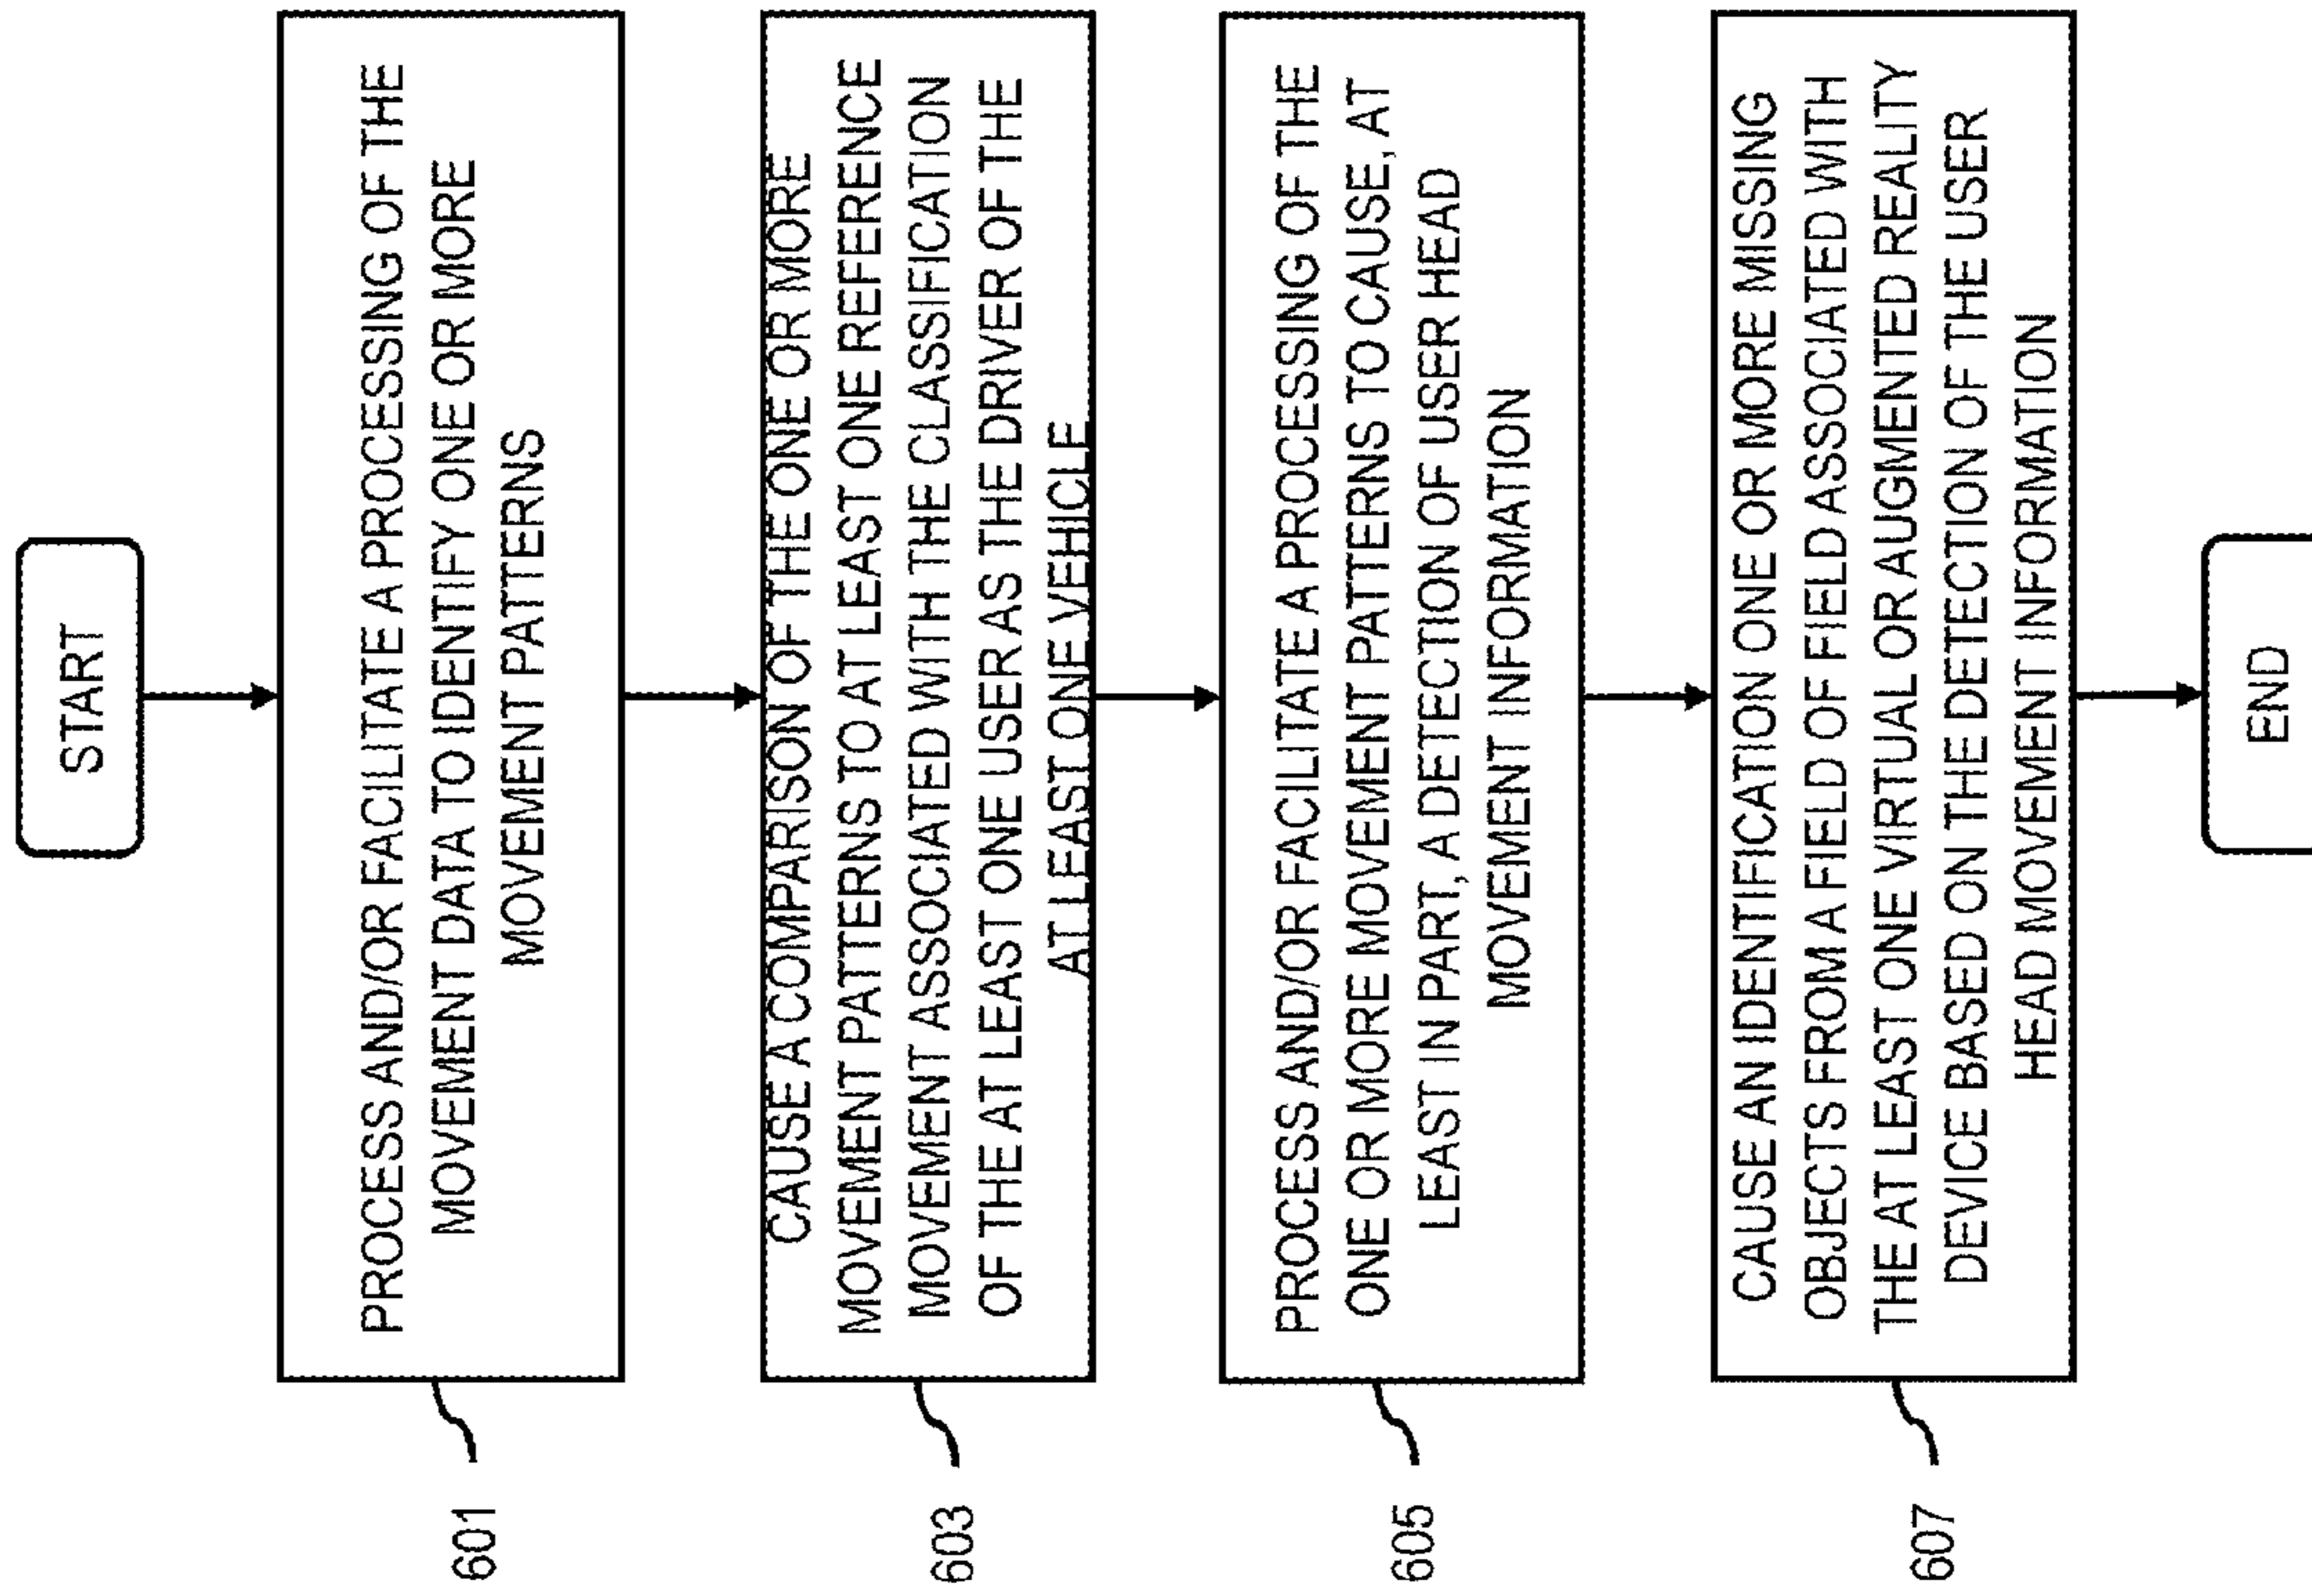 START
PROCESS AND/OR FACILITATE A PROCESSING OF THE
MOVEMENT DATA TO IDENTIFY ONE OR MORE
MOVEMENT PATTERNS
601
CAUSE A COMPARISON OF THE ONE OR MORE
MOVEMENT PATTERNS TO AT LEAST ONE REFERENCE
MOVEMENT ASSOCIATED WITH THE CLASSIFICATION
OF THE AT LEAST ONE USER AS THE DRIVER OF THE
AT LEAST ONE VEHICLE
603
PROCESS AND/OR FACILITATE A PROCESSING OF THE
ONE OR MORE MOVEMENT PATTERNS TO CAUSE, AT
LEAST IN PART, A DETECTION OF USER HEAD
MOVEMENT INFORMATION
605
CAUSE AN IDENTIFICATION ONE OR MORE MISSING
OBJECTS FROM A FIELD OF FIELD ASSOCIATED WITH
THE AT LEAST ONE VIRTUAL OR AUGMENTED REALITY
DEVICE BASED ON THE DETECTION OF THE USER
HEAD MOVEMENT INFORMATION
607
END